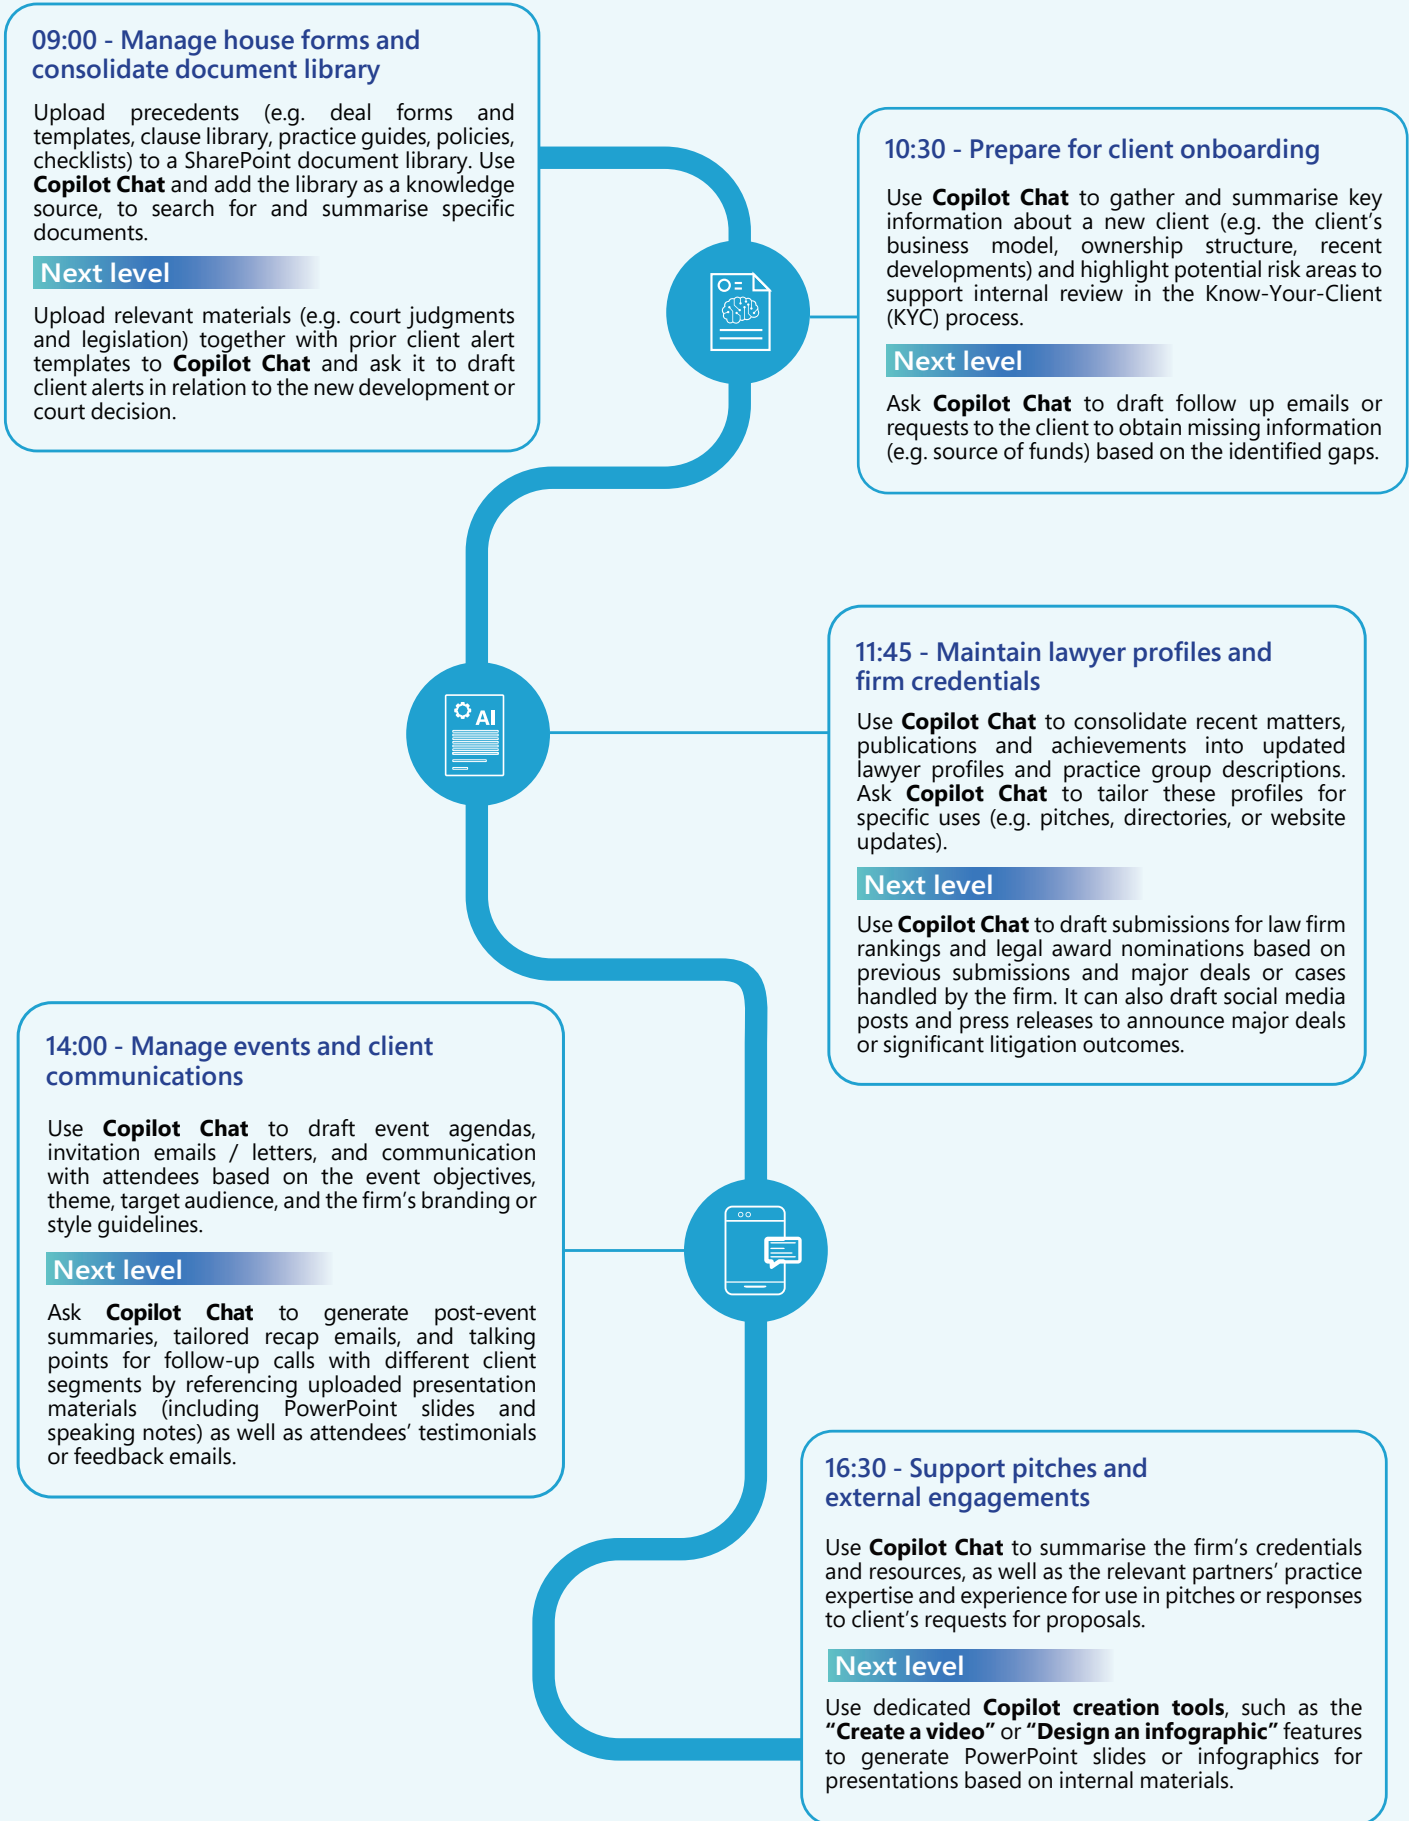 09:00 - Manage house forms and
consolidate document library
Upload precedents (e.g. deal forms and
templates, clause library, practice guides, policies,
checklists) to a SharePoint document library. Use
Copilot Chat and add the library as a knowledge
source, to search for and summarise specific
documents.
Next level
Upload relevant materials (e.g. court judgments
and legislation) together with prior client alert
templates to Copilot Chat and ask it to draft
client alerts in relation to the new development or
court decision.
10:30 - Prepare for client onboarding
Use Copilot Chat to gather and summarise key
information about a new client (e.g. the client’s
business model, ownership structure, recent
developments) and highlight potential risk areas to
support internal review in the Know-Your-Client
(KYC) process.
Next level
Ask Copilot Chat to draft follow up emails or
requests to the client to obtain missing information
(e.g. source of funds) based on the identified gaps.
AI
11:45 - Maintain lawyer profiles and
firm credentials
Use Copilot Chat to consolidate recent matters,
publications and achievements into updated
lawyer profiles and practice group descriptions.
Ask Copilot Chat to tailor these profiles for
specific uses (e.g. pitches, directories, or website
updates).
Next level
Use Copilot Chat to draft submissions for law firm
rankings and legal award nominations based on
previous submissions and major deals or cases
handled by the firm. It can also draft social media
posts and press releases to announce major deals
or significant litigation outcomes.
14:00 - Manage events and client
communications
Use Copilot Chat to draft event agendas,
invitation emails / letters, and communication
with attendees based on the event objectives,
theme, target audience, and the firm’s branding or
style guidelines.
Next level
Ask Copilot Chat to generate post-event
summaries, tailored recap emails, and talking
points for follow-up calls with different client
segments by referencing uploaded presentation
materials (including PowerPoint slides and
speaking notes) as well as attendees’ testimonials
or feedback emails.
16:30 - Support pitches and
external engagements
Use Copilot Chat to summarise the firm’s credentials
and resources, as well as the relevant partners’ practice
expertise and experience for use in pitches or responses
to client’s requests for proposals.
Next level
Use dedicated Copilot creation tools, such as the
“Create a video” or “Design an infographic” features
to generate PowerPoint slides or infographics for
presentations based on internal materials.